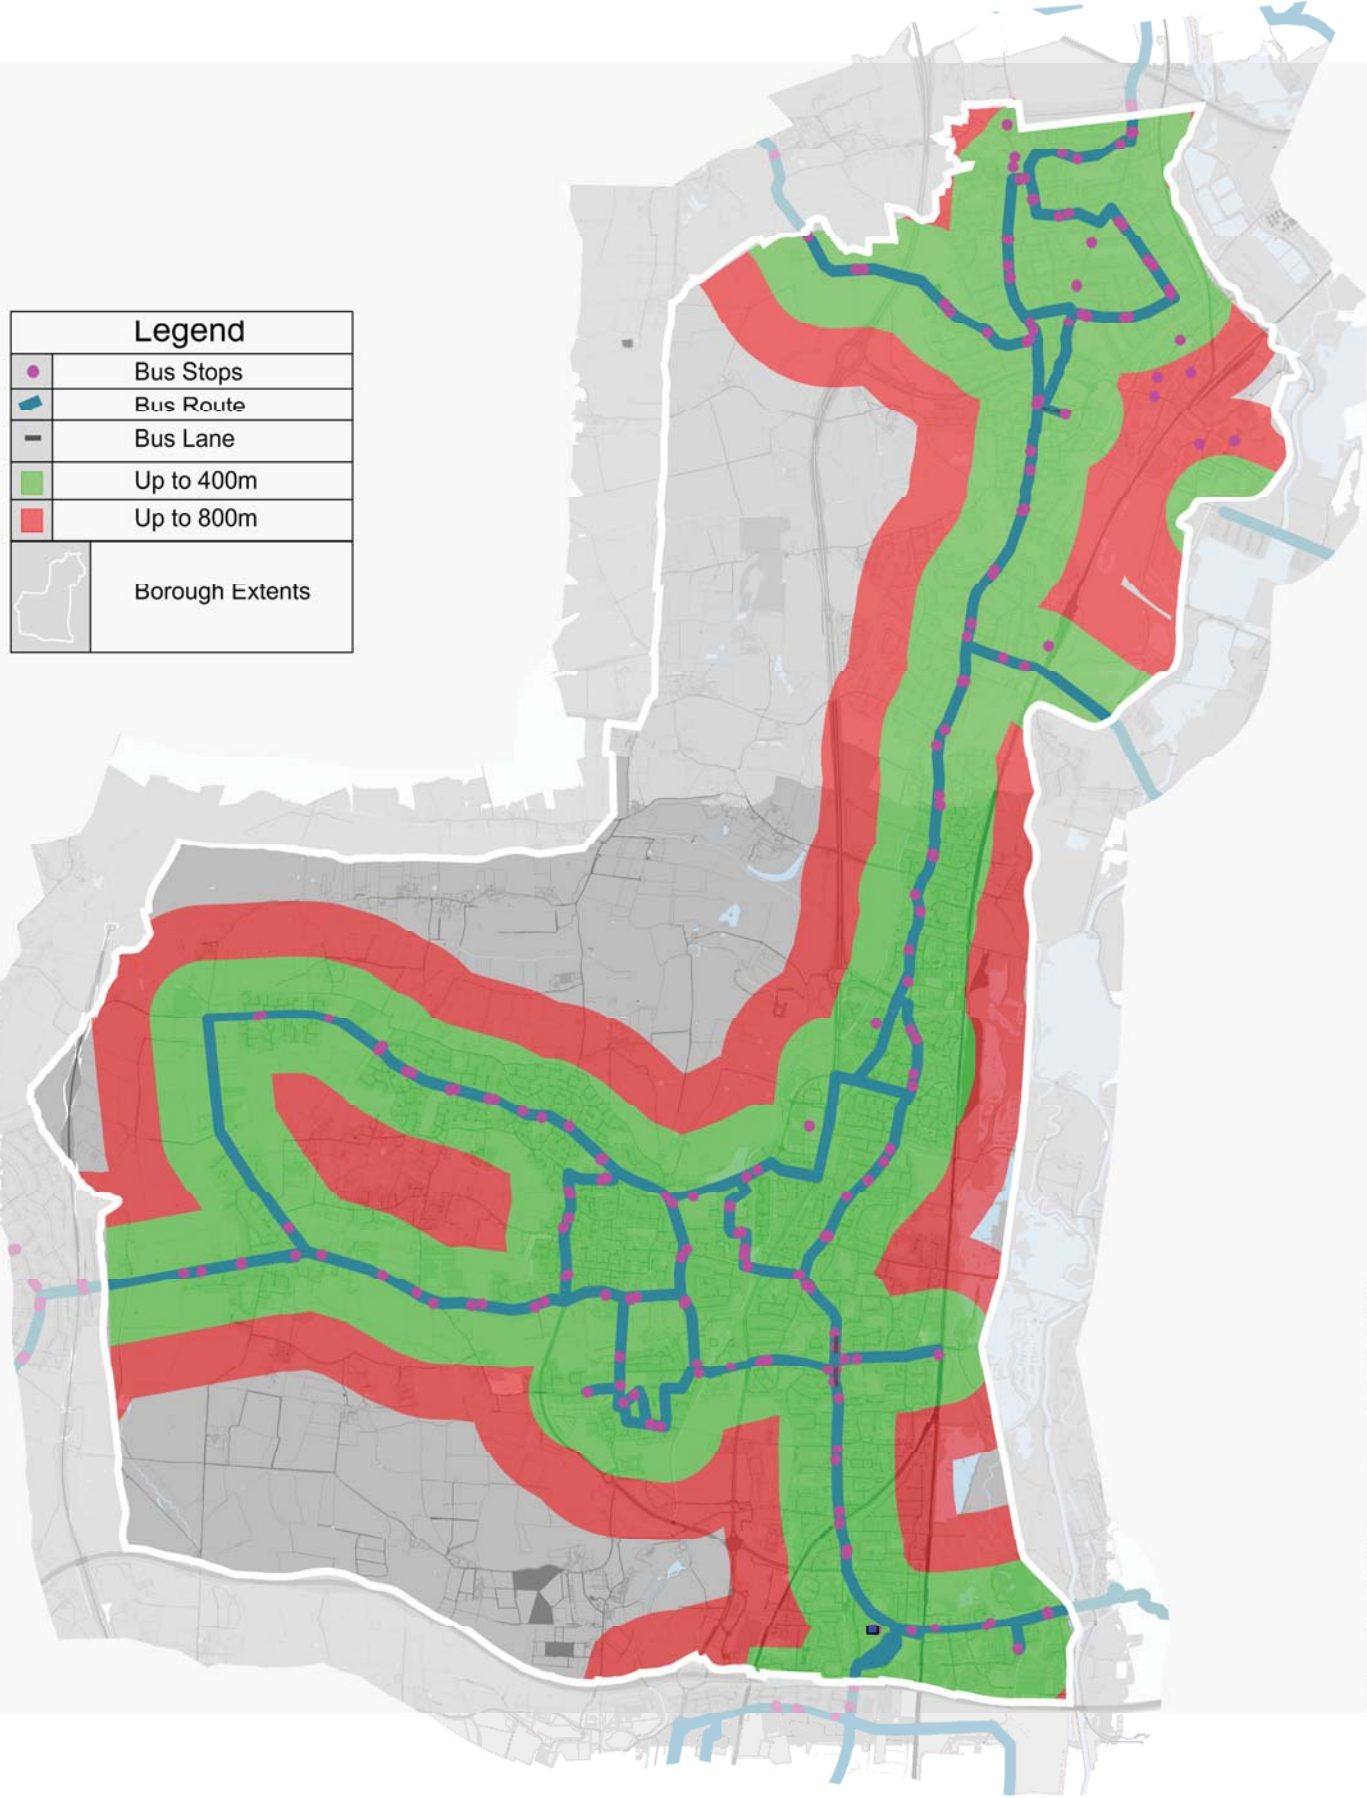 Legend
Bus Stops
Bus Route
Bus Lane
Up to 400m
Up to 800m
Borough Extents